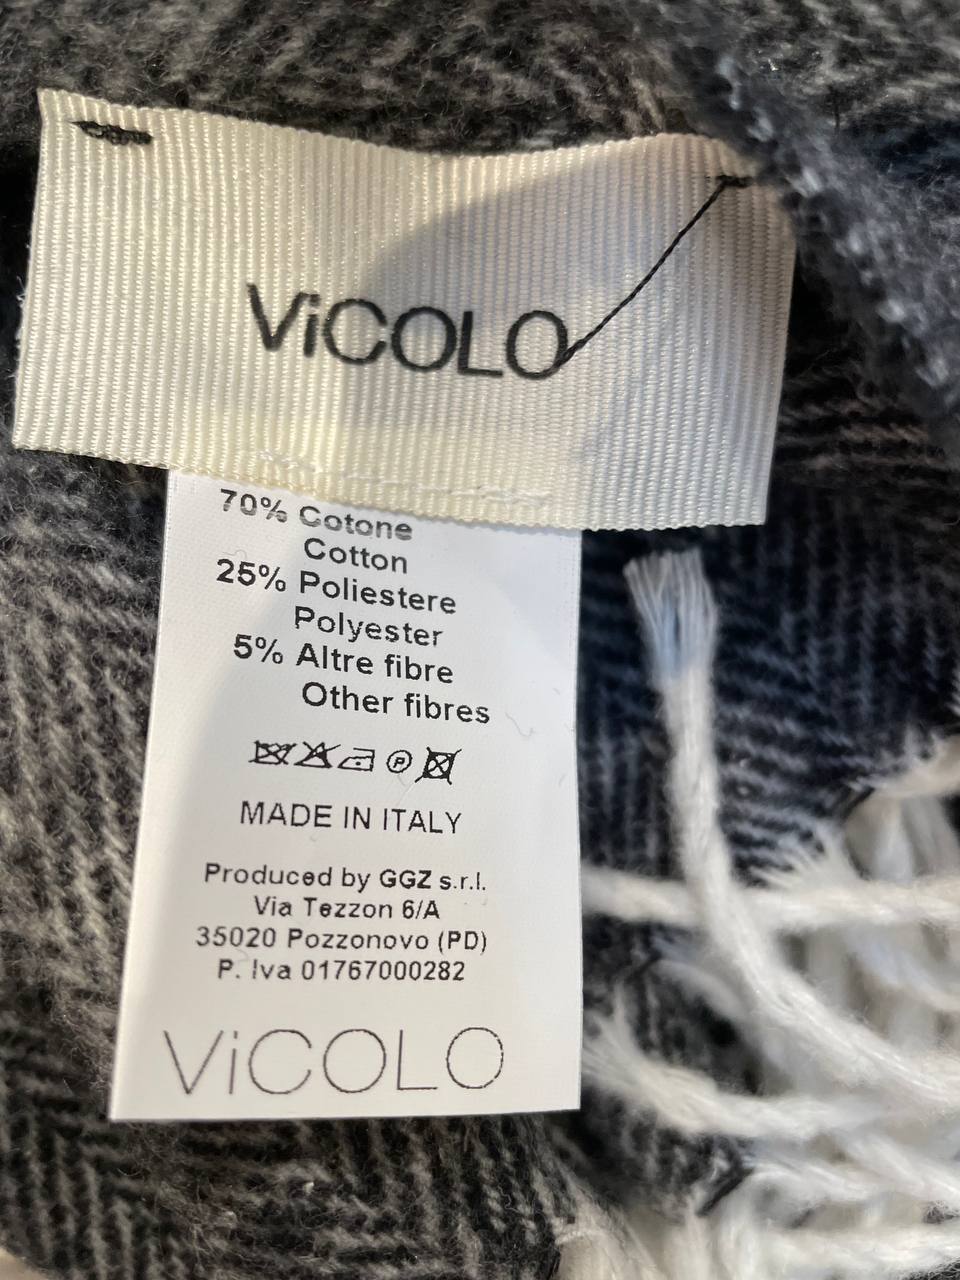 ViCOLO
70% Cotone
Cotton
25% Poliestere
Polyester
5% Altre fibre
Other fibres
P
MADE IN ITALY
Produced by GGZ s.r.l.
Via Tezzon 6/A
35020 Pozzonovo (PD)
P. Iva 01767000282
ViCOLO